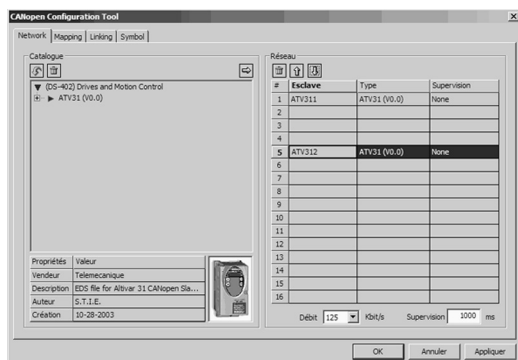 CANopen Configuration Tool
Network Mapping Linking Symbol
Catalogue
(DS-402) Drives and Motion Control
ATV31 (V0.0)
Propriétés Valeur
Vendeur Telemecanique
Description EDS file for Altivar 31 CANopen Sla...
Auteur S.T.I.E.
Création 10-28-2003
Réseau
# Esclave Type Supervision
1 ATV311 ATV31 (V0.0) None
2
3
4
5 ATV312 ATV31 (V0.0) None
6
7
8
9
10
11
12
13
14
15
16
Débit 125 Kbit/s Supervision 1000 ms
OK Annuler Appliquer